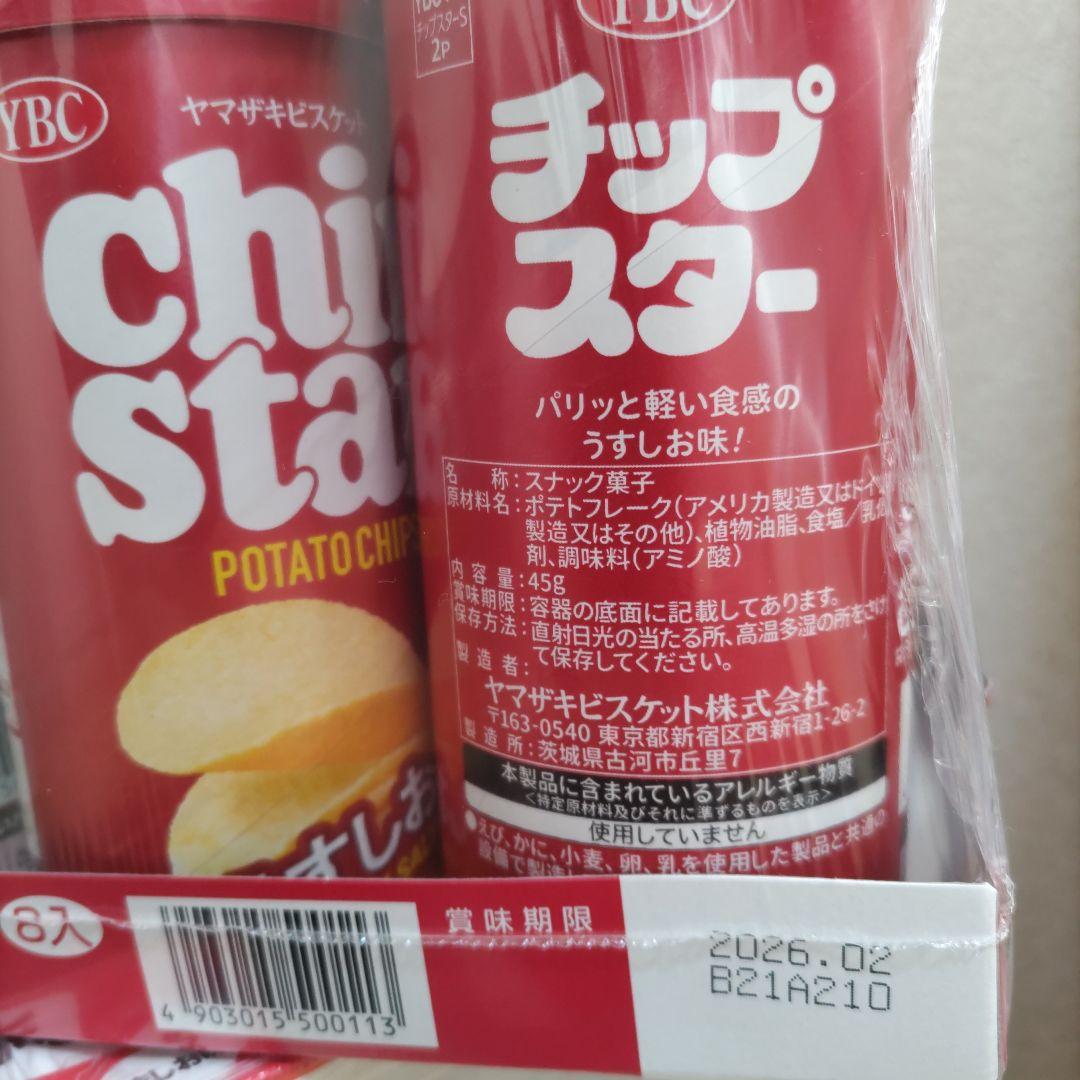 YBC
ヤマザキビスケット
Chi
sta
POTATO CHIPS
うすしお
チップスターS
2p
YBC
チップ
スター
パリッと軽い食感の
うすしお味!
名 称:スナック菓子
原材料名:ポテトフレーク(アメリカ製造又はドイツ
製造又はその他)、植物油脂、食塩/乳化
剤、調味料(アミノ酸)
内容量:45g
賞味期限:容器の底面に記載してあります。
保存方法:直射日光の当たる所、高温多湿の所をさけ
て保存してください。
製造者:
ヤマザキビスケット株式会社
〒163-0540 東京都新宿区西新宿1-26-2
製造所:茨城県古河市丘里7
本製品に含まれているアレルギー物質
<特定原材料及びそれに準ずるものを表示>
使用していません
●えび、かに、小麦、卵、乳を使用した製品と共通の
設備で製造
8入
4 903015 500113
賞味期限
2026.02
B21A210